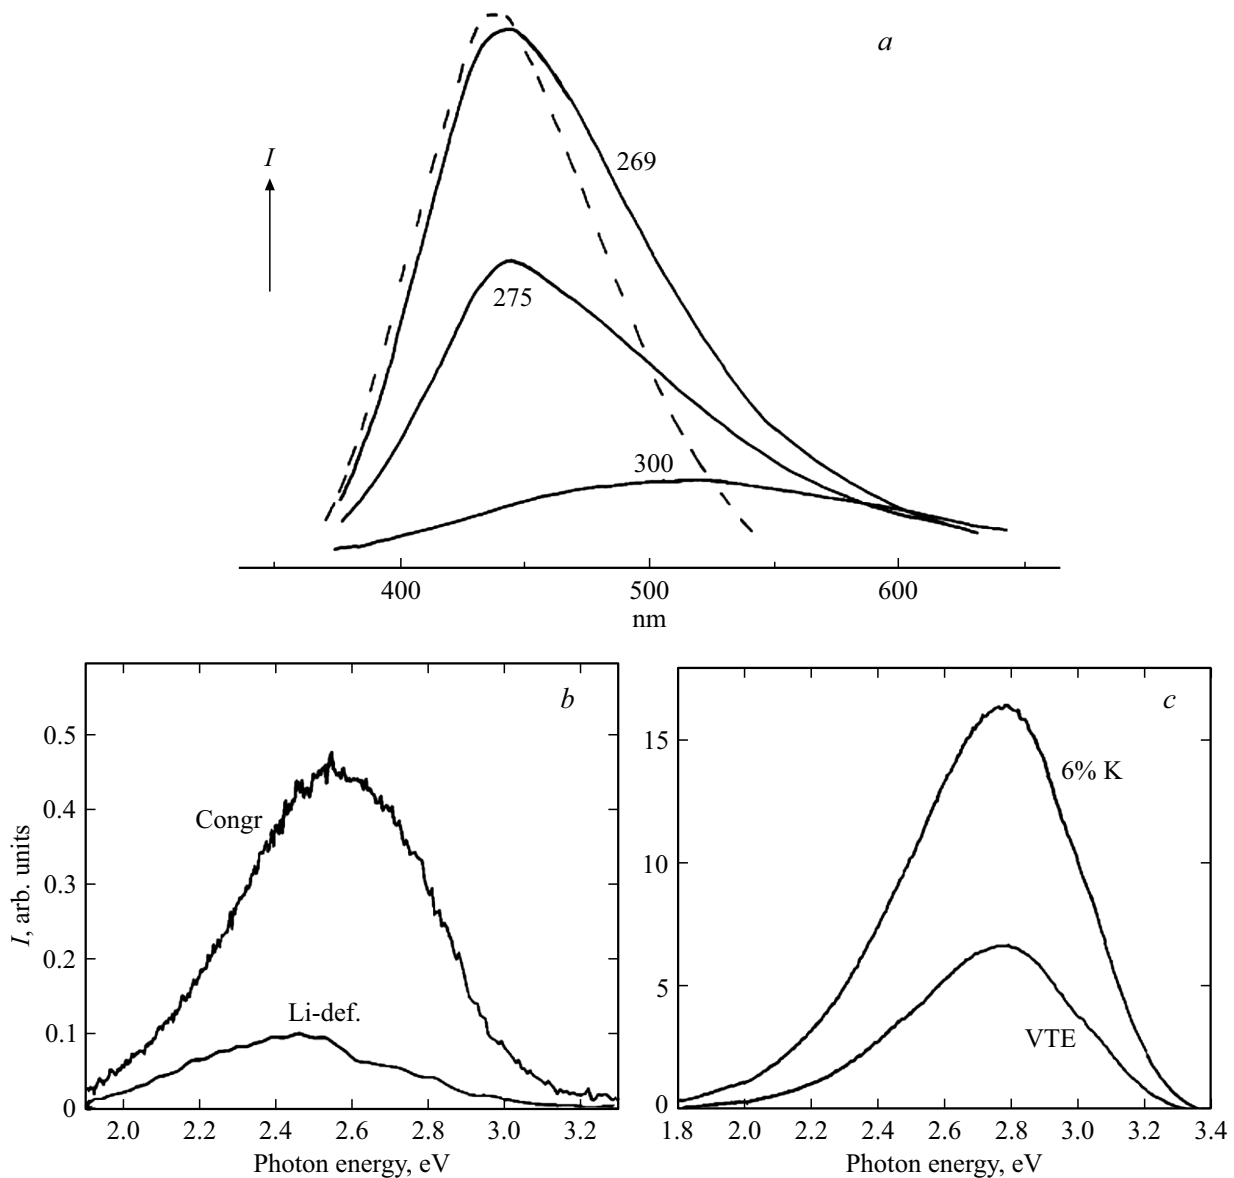 a
I
269
275
300
400 500 600
nm
b
0.5
0.4
0.3
0.2
0.1
0
I, arb. units
Congr
Li-def.
2.0 2.2 2.4 2.6 2.8 3.0 3.2
Photon energy, eV
c
15
10
5
0
6% K
VTE
1.8 2.0 2.2 2.4 2.6 2.8 3.0 3.2 3.4
Photon energy, eV